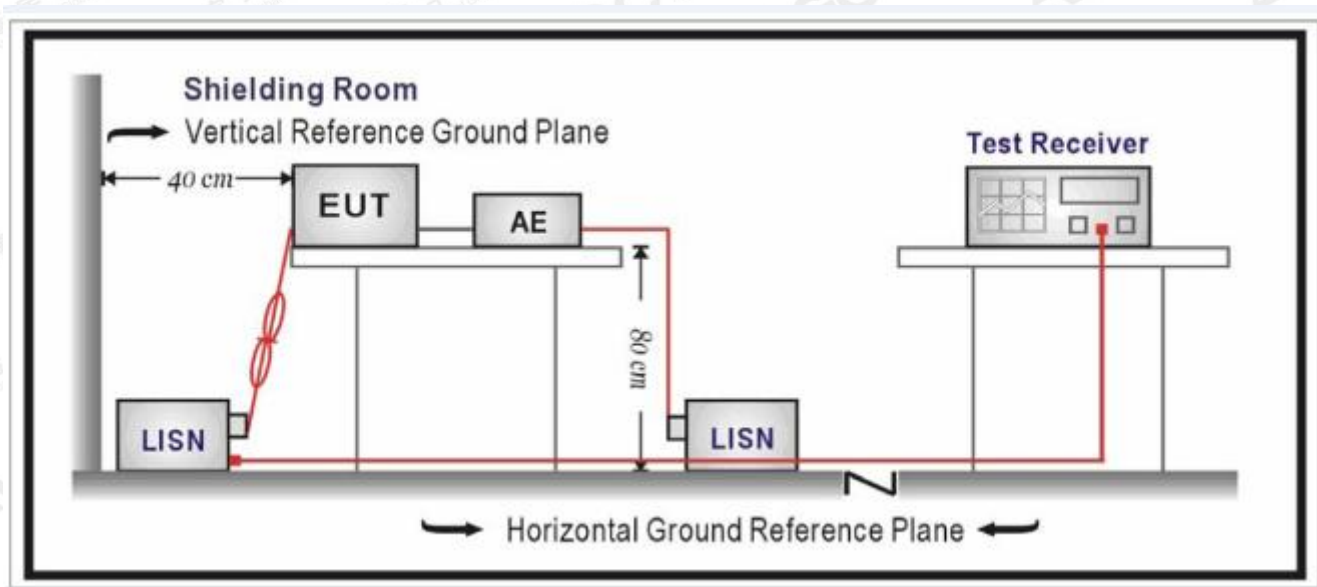 Shielding Room
Vertical Reference Ground Plane
Test Receiver
40 cm
EUT
AE
80 cm
LISN
LISN
Horizontal Ground Reference Plane